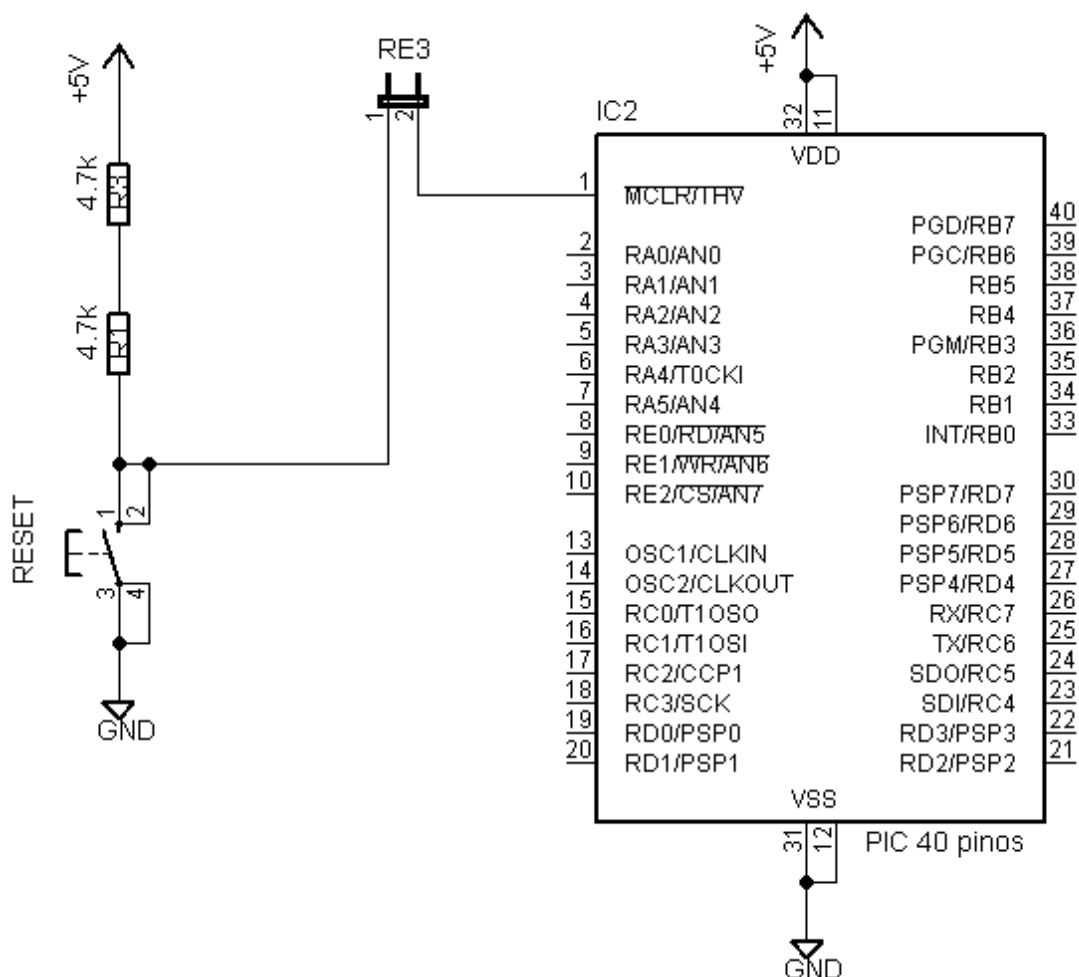 +5V
4.7k
R3
4.7k
R1
RESET
1
2
3
4
GND
RE3
1
2
+5V
IC2
32
11
VDD
1
MCLR/THV
PGD/RB7
40
2
RA0/AN0
PGC/RB6
39
3
RA1/AN1
RB5
38
4
RA2/AN2
RB4
37
5
RA3/AN3
PGM/RB3
36
6
RA4/T0CKI
RB2
35
7
RA5/AN4
RB1
34
8
RE0/RD/AN5
INT/RB0
33
9
RE1/WR/AN6
10
RE2/CS/AN7
PSP7/RD7
30
PSP6/RD6
29
13
OSC1/CLKIN
PSP5/RD5
28
14
OSC2/CLKOUT
PSP4/RD4
27
15
RC0/T1OSO
RX/RC7
26
16
RC1/T1OSI
TX/RC6
25
17
RC2/CCP1
SDO/RC5
24
18
RC3/SCK
SDI/RC4
23
19
RD0/PSP0
RD3/PSP3
22
20
RD1/PSP1
RD2/PSP2
21
VSS
31
12
PIC 40 pinos
GND